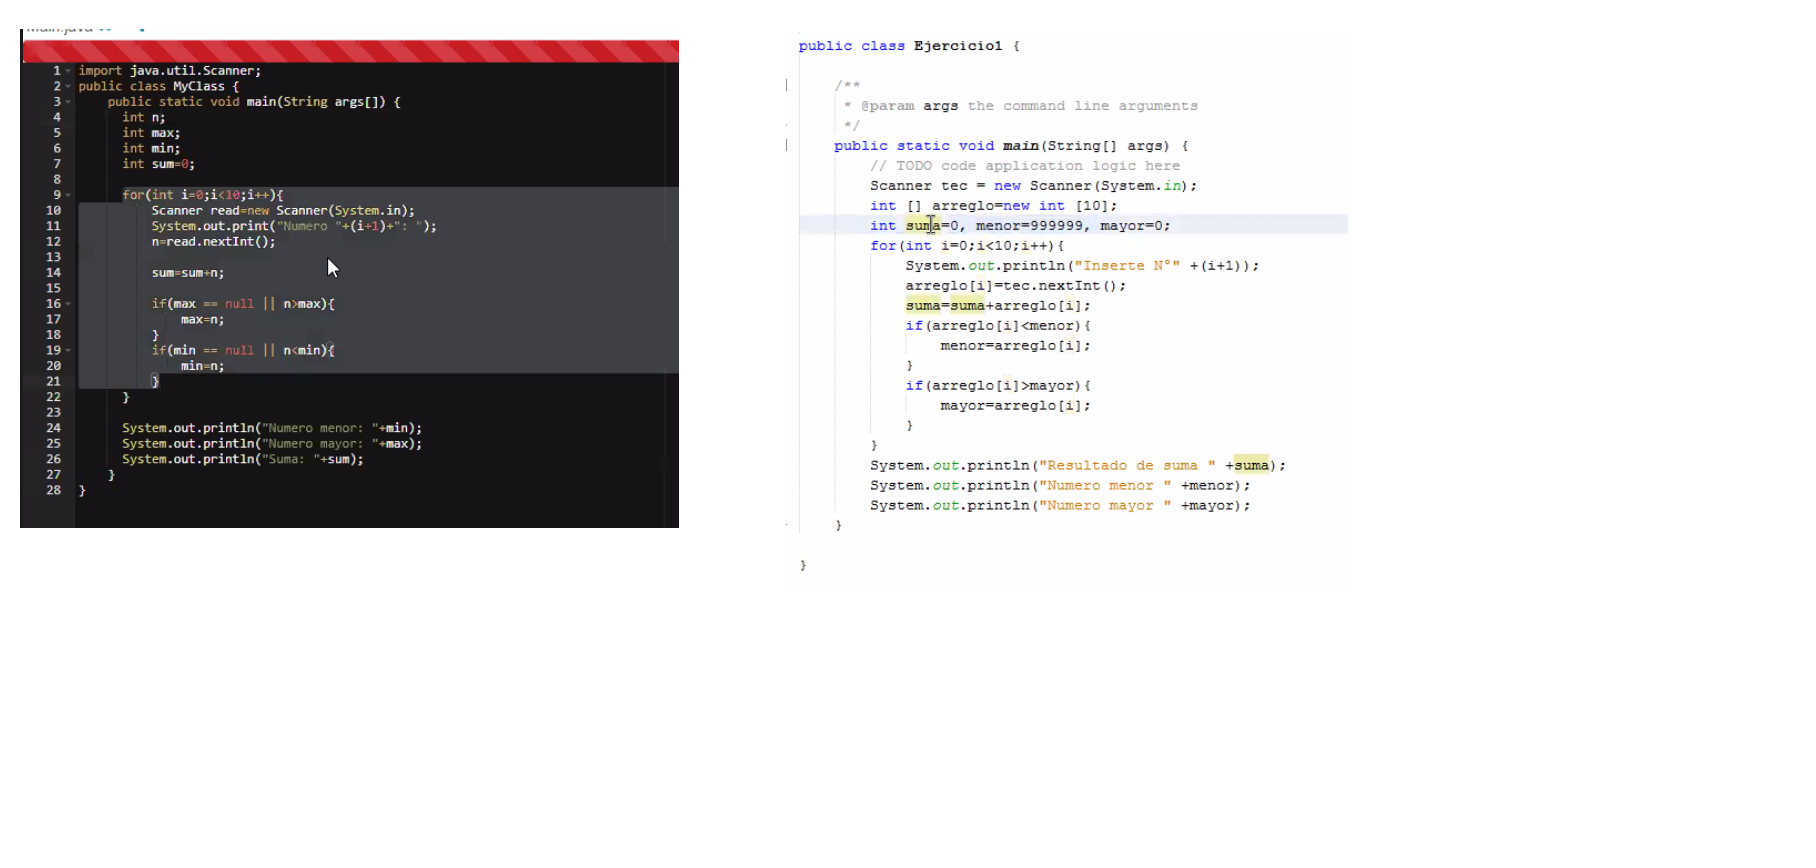 1 import java.util.Scanner;
2 public class MyClass {
3 public static void main(String args[]) {
4 int n;
5 int max;
6 int min;
7 int sum=0;
8
9 for(int i=0;i<10;i++){
10 Scanner read=new Scanner(System.in);
11 System.out.print("Numero "+(i+1)+": ");
12 n=read.nextInt();
13
14 sum=sum+n;
15
16 if(max == null || n>max){
17 max=n;
18 }
19 if(min == null || n<min){
20 min=n;
21 }
22 }
23
24 System.out.println("Numero menor: "+min);
25 System.out.println("Numero mayor: "+max);
26 System.out.println("Suma: "+sum);
27 }
28 }
public class Ejercicio1 {
/**
* @param args the command line arguments
*/
public static void main(String[] args) {
// TODO code application logic here
Scanner tec = new Scanner(System.in);
int [] arreglo=new int [10];
int suma=0, menor=999999, mayor=0;
for(int i=0;i<10;i++){
System.out.println("Inserte N°" +(i+1));
arreglo[i]=tec.nextInt();
suma=suma+arreglo[i];
if(arreglo[i]<menor){
menor=arreglo[i];
}
if(arreglo[i]>mayor){
mayor=arreglo[i];
}
}
System.out.println("Resultado de suma " +suma);
System.out.println("Numero menor " +menor);
System.out.println("Numero mayor " +mayor);
}
}